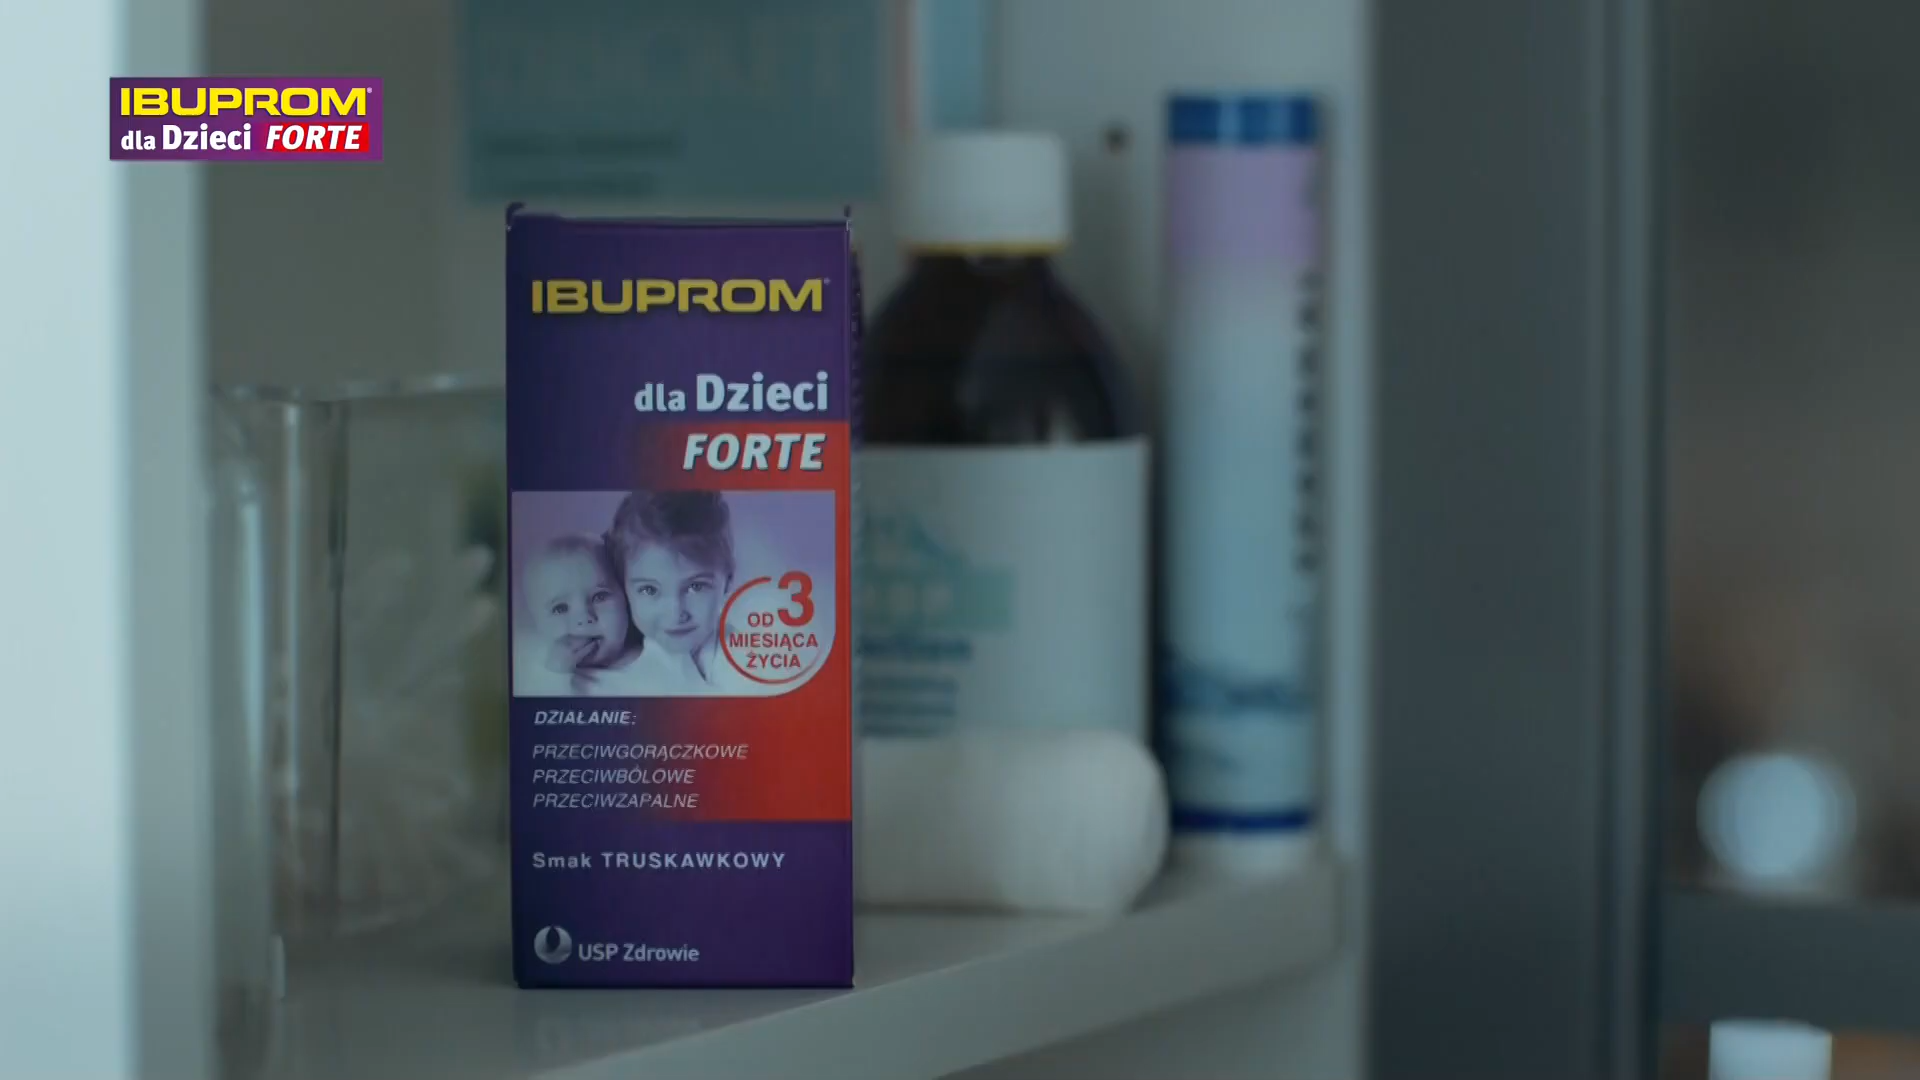 IBUPROM®
dla Dzieci FORTE
IBUPROM®
dla Dzieci
FORTE
OD 3
MIESIĄCA
ŻYCIA
DZIAŁANIE:
PRZECIWGORĄCZKOWE
PRZECIWBÓLOWE
PRZECIWZAPALNE
Smak TRUSKAWKOWY
USP Zdrowie